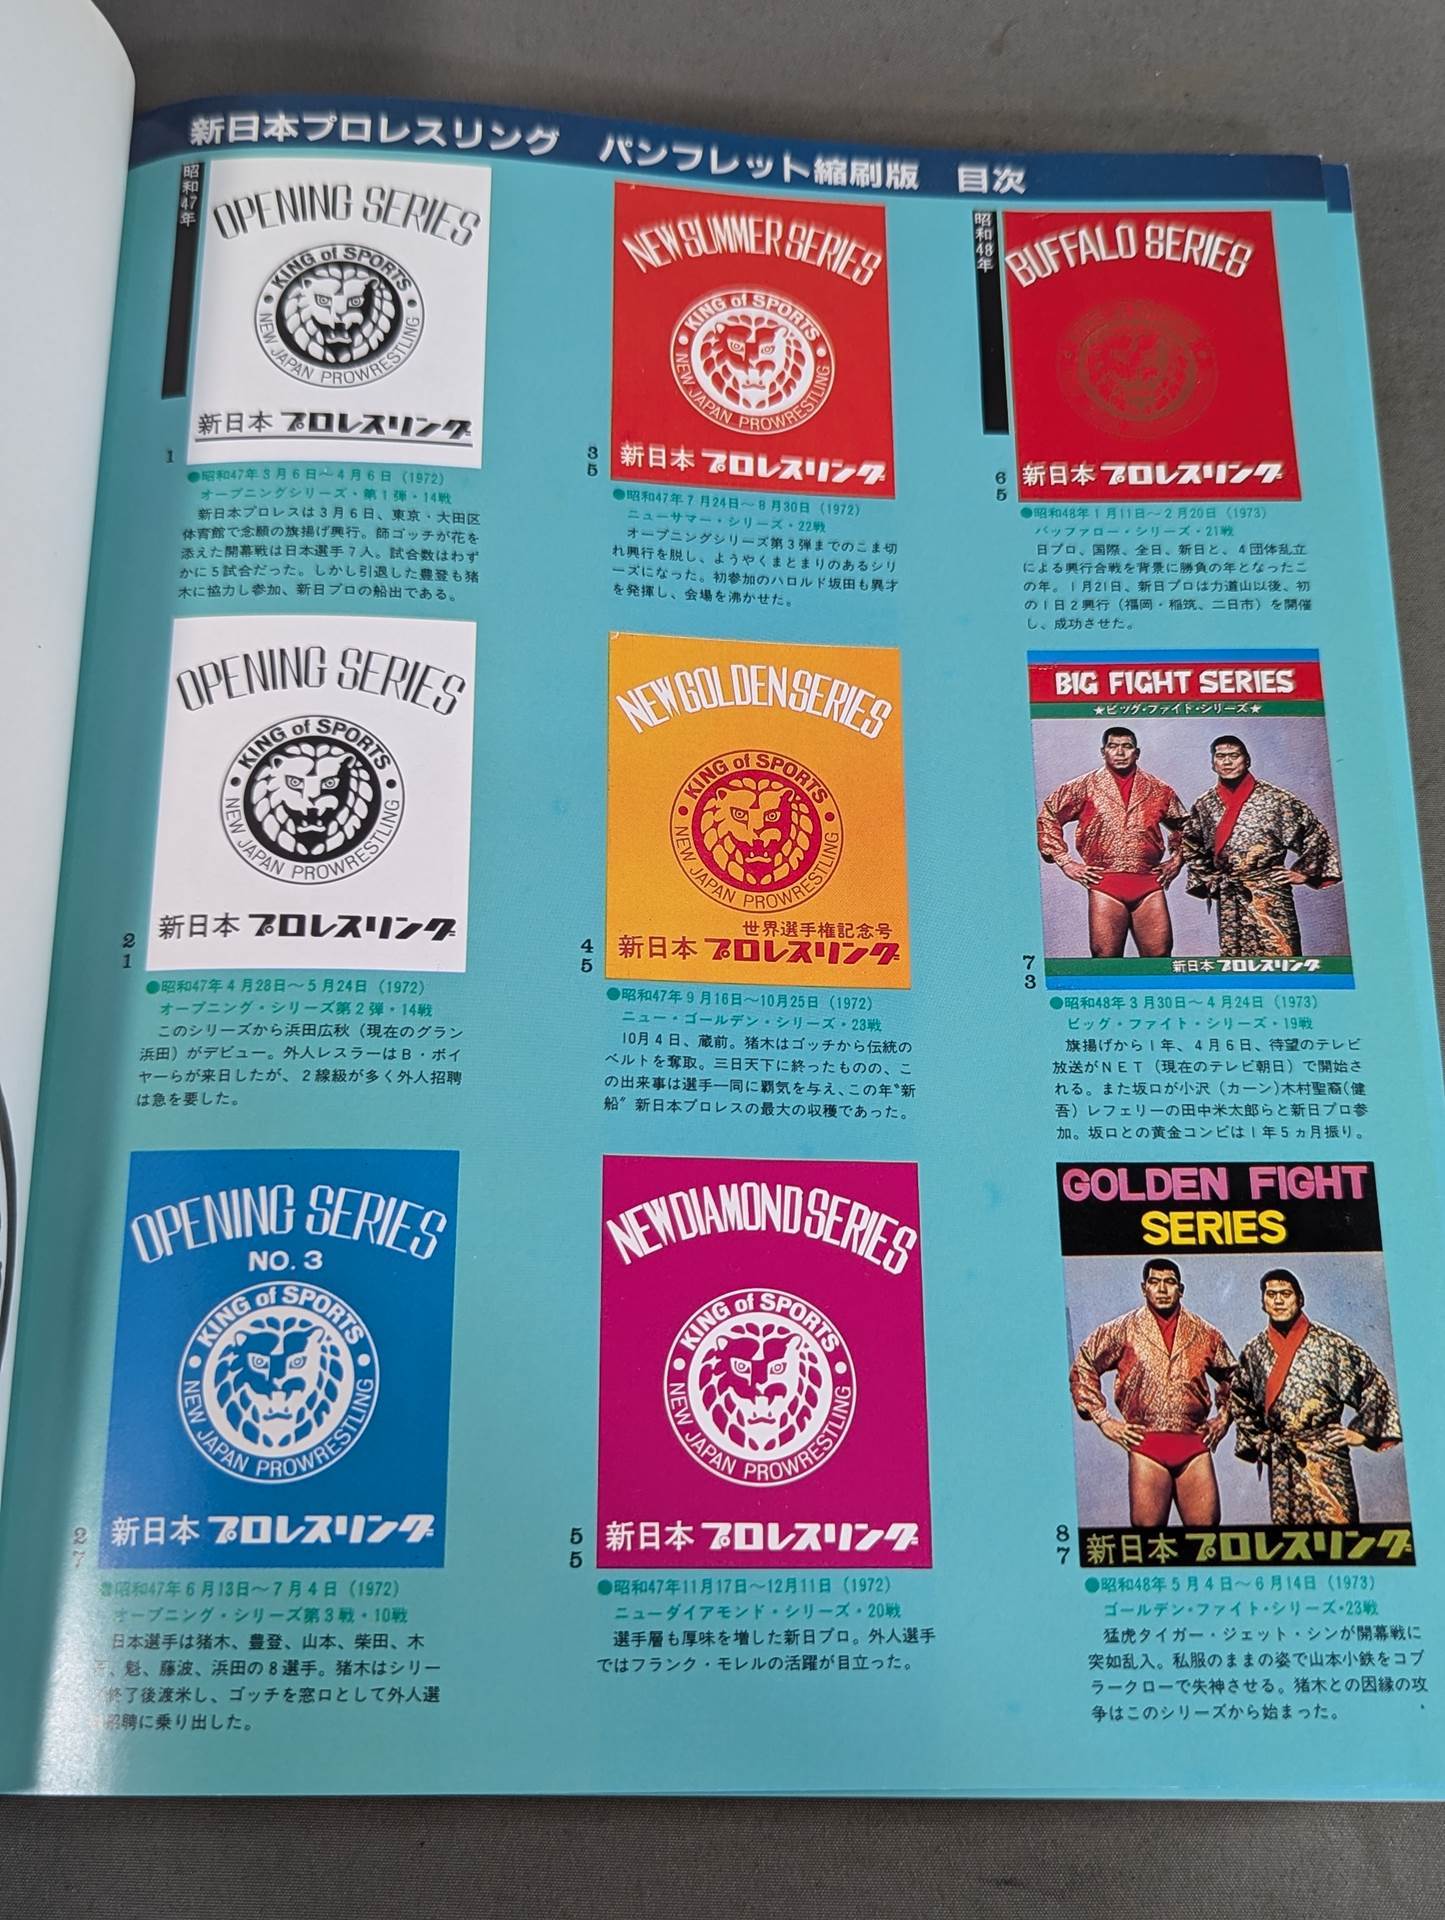 新日本プロレスリング パンフレット縮刷版 目次
昭和47年
OPENING SERIES
KING of SPORTS
NEW JAPAN PROWRESTLING
新日本プロレスリング
1
●昭和47年3月6日〜4月6日(1972)
オープニングシリーズ・第1弾・14戦
新日本プロレスは3月6日、東京・大田区
体育館で念願の旗揚げ興行。師ゴッチが花を
添えた開幕戦は日本選手7人。試合数はわず
かに5試合だった。しかし引退した豊登も猪
木に協力し参加、新日プロの船出である。
OPENING SERIES
KING of SPORTS
NEW JAPAN PROWRESTLING
新日本プロレスリング
21
●昭和47年4月28日〜5月24日(1972)
オープニング・シリーズ第2弾・14戦
このシリーズから浜田広秋(現在のグラン
浜田)がデビュー。外人レスラーはB・ボイ
ヤーらが来日したが、2線級が多く外人招聘
は急を要した。
OPENING SERIES
NO.3
KING of SPORTS
NEW JAPAN PROWRESTLING
新日本プロレスリング
27
昭和47年6月13日〜7月4日(1972)
オープニング・シリーズ第3戦・10戦
日本選手は猪木、豊登、山本、柴田、木
、魁、藤波、浜田の8選手。猪木はシリー
終了後渡米し、ゴッチを窓口として外人選
招聘に乗り出した。
NEW SUMMER SERIES
KING of SPORTS
NEW JAPAN PROWRESTLING
新日本プロレスリング
35
●昭和47年7月24日〜8月30日(1972)
ニューサマー・シリーズ・22戦
オープニングシリーズ第3弾までのこま切
れ興行を脱し、ようやくまとまりのあるシリ
ーズになった。初参加のハロルド坂田も異才
を発揮し、会場を沸かせた。
NEW GOLDEN SERIES
KING of SPORTS
NEW JAPAN PROWRESTLING
世界選手権記念号
新日本プロレスリング
45
●昭和47年9月16日〜10月25日(1972)
ニュー・ゴールデン・シリーズ・23戦
10月4日、蔵前。猪木はゴッチから伝統の
ベルトを奪取。三日天下に終ったものの、こ
の出来事は選手一同に覇気を与え、この年〝新
船〟新日本プロレスの最大の収穫であった。
NEW DIAMOND SERIES
KING of SPORTS
NEW JAPAN PROWRESTLING
新日本プロレスリング
55
●昭和47年11月17日〜12月11日(1972)
ニューダイアモンド・シリーズ・20戦
選手層も厚味を増した新日プロ。外人選手
ではフランク・モレルの活躍が目立った。
昭和48年
BUFFALO SERIES
新日本プロレスリング
65
●昭和48年1月11日〜2月20日(1973)
バッファロー・シリーズ・21戦
日プロ、国際、全日、新日と、4団体乱立
による興行合戦を背景に勝負の年となったこ
の年。1月21日、新日プロは力道山以後、初
の1日2興行(福岡・稲筑、二日市)を開催
し、成功させた。
BIG FIGHT SERIES
★ビッグ・ファイト・シリーズ★
新日本プロレスリング
73
●昭和48年3月30日〜4月24日(1973)
ビッグ・ファイト・シリーズ・19戦
旗揚げから1年、4月6日、待望のテレビ
放送がNET(現在のテレビ朝日)で開始さ
れる。また坂口が小沢(カーン)木村聖裔(健
吾)レフェリーの田中米太郎らと新日プロ参
加。坂口との黄金コンビは1年5ヵ月振り。
GOLDEN FIGHT
SERIES
新日本プロレスリング
87
●昭和48年5月4日〜6月14日(1973)
ゴールデン・ファイト・シリーズ・23戦
猛虎タイガー・ジェット・シンが開幕戦に
突如乱入。私服のままの姿で山本小鉄をコブ
ラークローで失神させる。猪木との因縁の攻
争はこのシリーズから始まった。